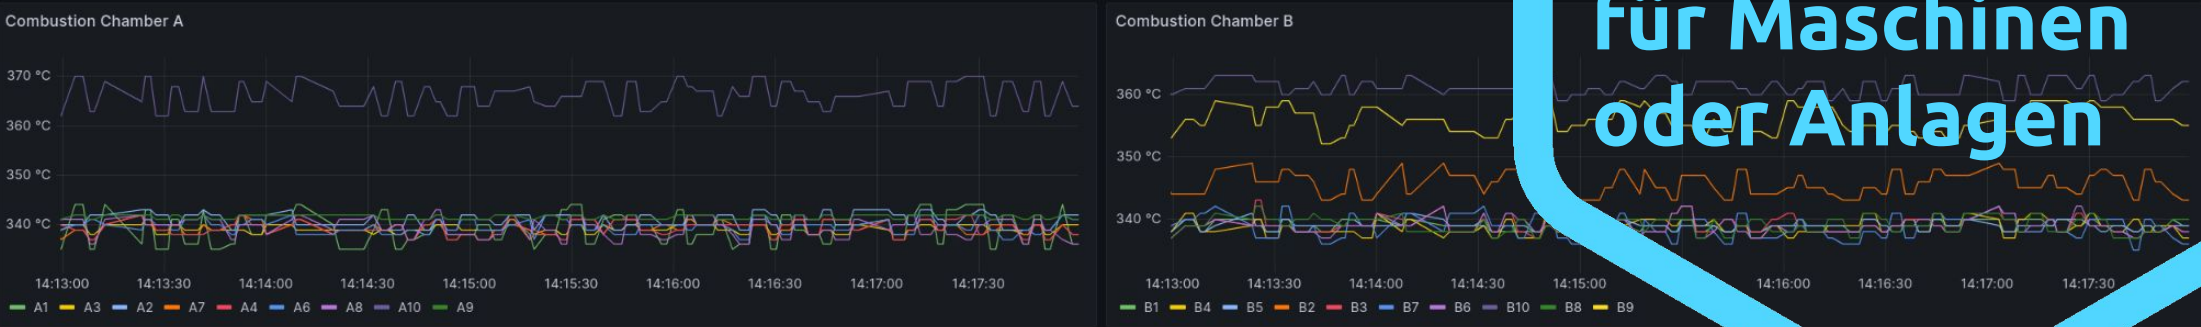 Combustion Chamber A
370 °C
360 °C
350 °C
340 °C
14:13:00 14:13:30 14:14:00 14:14:30 14:15:00 14:15:30 14:16:00 14:16:30 14:17:00 14:17:30
A1 A3 A2 A7 A4 A6 A8 A10 A9
Combustion Chamber B
für Maschinen
oder Anlagen
360 °C
350 °C
340 °C
14:13:00 14:13:30 14:14:00 14:14:30 14:15:00 14:16:00 14:16:30 14:17:00 14:17:30
B1 B4 B5 B2 B3 B7 B6 B10 B8 B9